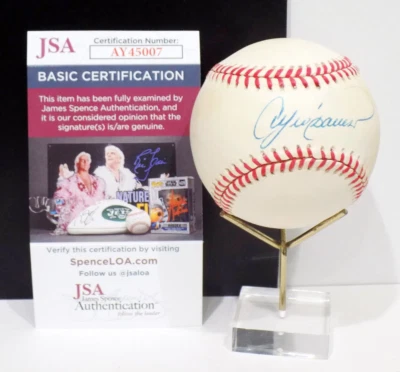 JSA
Certification Number:
AY45007
BASIC CERTIFICATION
This item has been fully examined by
James Spence Authentication, and
it is our considered opinion that the
signature(s) is/are genuine.
Verify this certification by visiting
SpenceLOA.com
Follow us @jsaloa
JSA
James Spence
Authentication